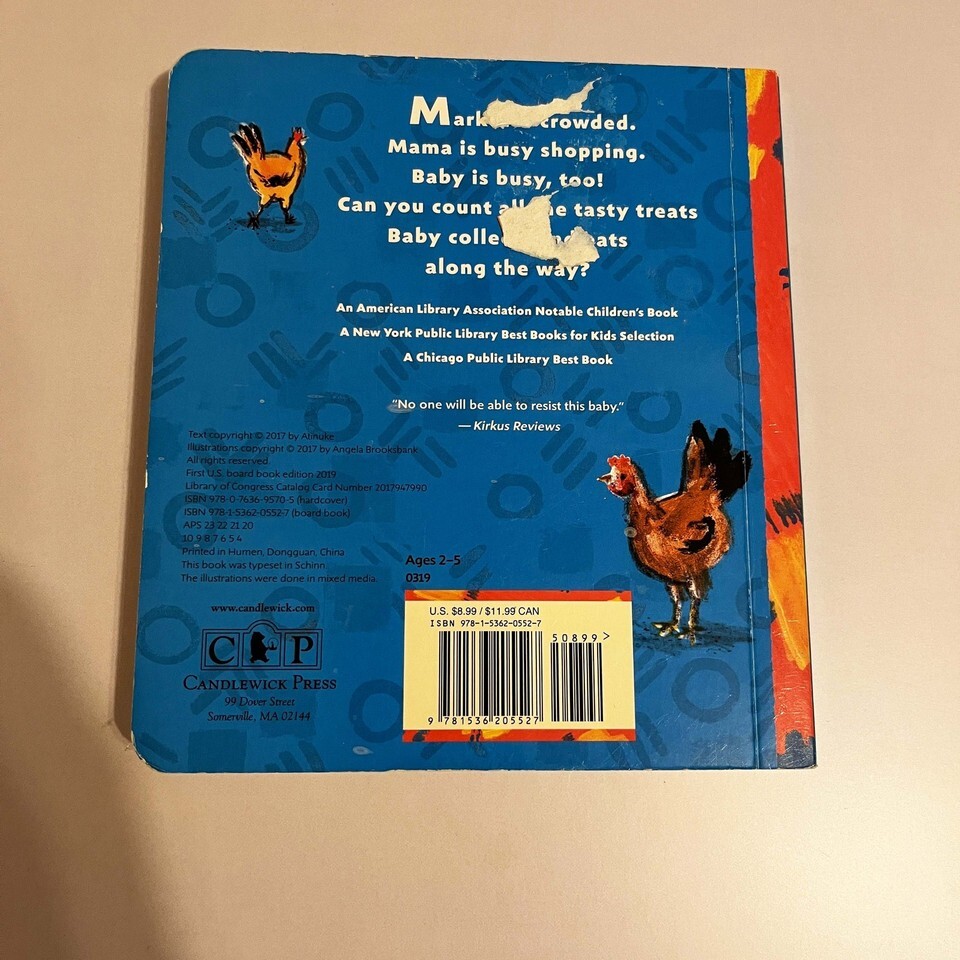 Mark crowded.
Mama is busy shopping.
Baby is busy, too!
Can you count all tasty treats
Baby eats
along the way?
An American Library Association Notable Children's Book
A New York Public Library Best Books for Kids Selection
A Chicago Public Library Best Book
"No one will be able to resist this baby."
— Kirkus Reviews
Text copyright © 2017 by Atinuke
Illustrations copyright © 2017 by Angela Brooksbank
All rights reserved.
First U.S. board book edition 2019
Library of Congress Catalog Card Number 2017947990
ISBN 978-0-7636-9570-5 (hardcover)
ISBN 978-1-5362-0552-7 (board book)
APS 23 22 21 20
10 9 8 7 6 5 4
Printed in Humen, Dongguan, China
This book was typeset in Schinn.
The illustrations were done in mixed media.
Ages 2–5
0319
www.candlewick.com
C P
CANDLEWICK PRESS
99 Dover Street
Somerville, MA 02144
U.S. $8.99 / $11.99 CAN
ISBN 978-1-5362-0552-7
50899>
9 781536 205527